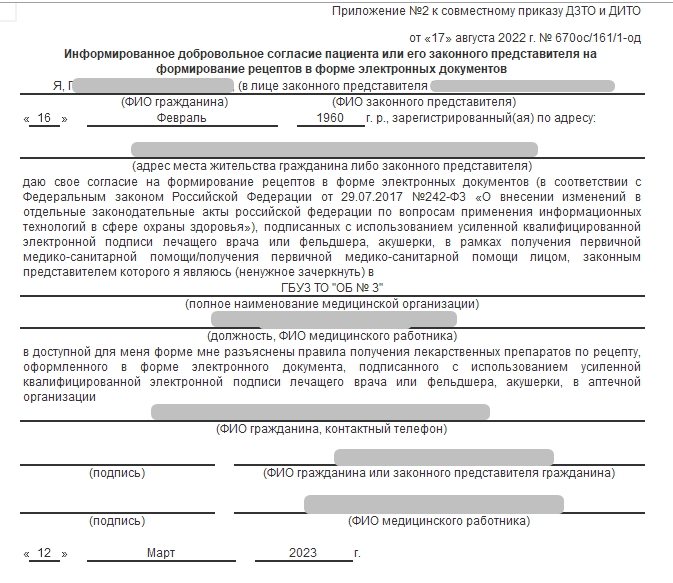 Приложение №2 к совместному приказу ДЗТО и ДИТО
от «17» августа 2022 г. № 670ос/161/1-од
Информированное добровольное согласие пациента или его законного представителя на
формирование рецептов в форме электронных документов
Я, (в лице законного представителя
(ФИО гражданина) (ФИО законного представителя)
« 16 » Февраль 1960 г. р., зарегистрированный(ая) по адресу:
(адрес места жительства гражданина либо законного представителя)
даю свое согласие на формирование рецептов в форме электронных документов (в соответствии с
Федеральным законом Российской Федерации от 29.07.2017 №242-ФЗ «О внесении изменений в
отдельные законодательные акты российской федерации по вопросам применения информационных
технологий в сфере охраны здоровья»), подписанных с использованием усиленной квалифицированной
электронной подписи лечащего врача или фельдшера, акушерки, в рамках получения первичной
медико-санитарной помощи/получения первичной медико-санитарной помощи лицом, законным
представителем которого я являюсь (ненужное зачеркнуть) в
ГБУЗ ТО "ОБ № 3"
(полное наименование медицинской организации)
(должность, ФИО медицинского работника)
в доступной для меня форме мне разъяснены правила получения лекарственных препаратов по рецепту,
оформленного в форме электронного документа, подписанного с использованием усиленной
квалифицированной электронной подписи лечащего врача или фельдшера, акушерки, в аптечной
организации
(ФИО гражданина, контактный телефон)
(подпись) (ФИО гражданина или законного представителя гражданина)
(подпись) (ФИО медицинского работника)
« 12 » Март 2023 г.